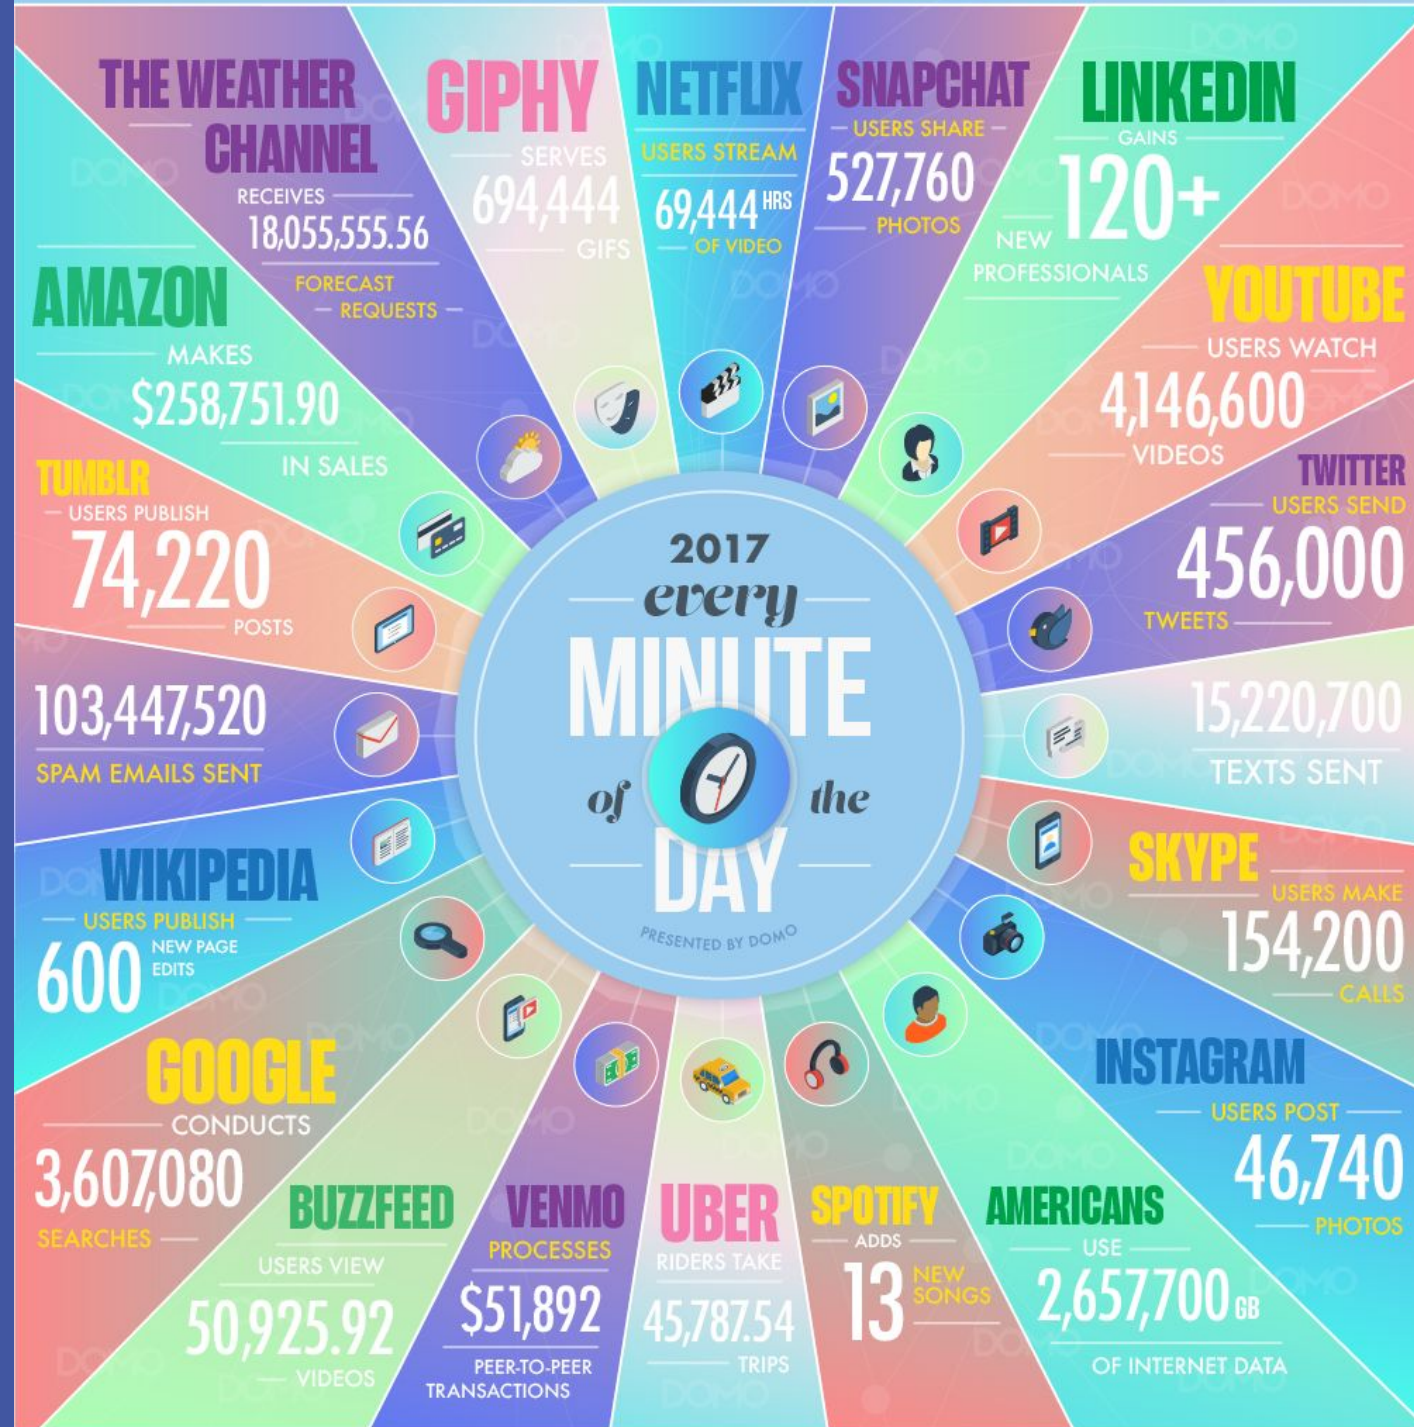 THE WEATHER
CHANNEL
RECEIVES
18,055,555.56
FORECAST
REQUESTS
GIPHY
SERVES
694,444
GIFS
NETFLIX
USERS STREAM
69,444 HRS
OF VIDEO
SNAPCHAT
USERS SHARE
527,760
PHOTOS
LINKEDIN
GAINS
120+
NEW
PROFESSIONALS
YOUTUBE
USERS WATCH
4,146,600
VIDEOS
TWITTER
USERS SEND
456,000
TWEETS
15,220,700
TEXTS SENT
SKYPE
USERS MAKE
154,200
CALLS
INSTAGRAM
USERS POST
46,740
PHOTOS
AMERICANS
USE
2,657,700 GB
OF INTERNET DATA
SPOTIFY
ADDS
13 NEW
SONGS
UBER
RIDERS TAKE
45,787.54
TRIPS
VENMO
PROCESSES
$51,892
PEER-TO-PEER
TRANSACTIONS
BUZZFEED
USERS VIEW
50,925.92
VIDEOS
GOOGLE
CONDUCTS
3,607,080
SEARCHES
WIKIPEDIA
USERS PUBLISH
600 NEW PAGE
EDITS
103,447,520
SPAM EMAILS SENT
TUMBLR
USERS PUBLISH
74,220
POSTS
AMAZON
MAKES
$258,751.90
IN SALES
2017
every
MINUTE
of the
DAY
PRESENTED BY DOMO